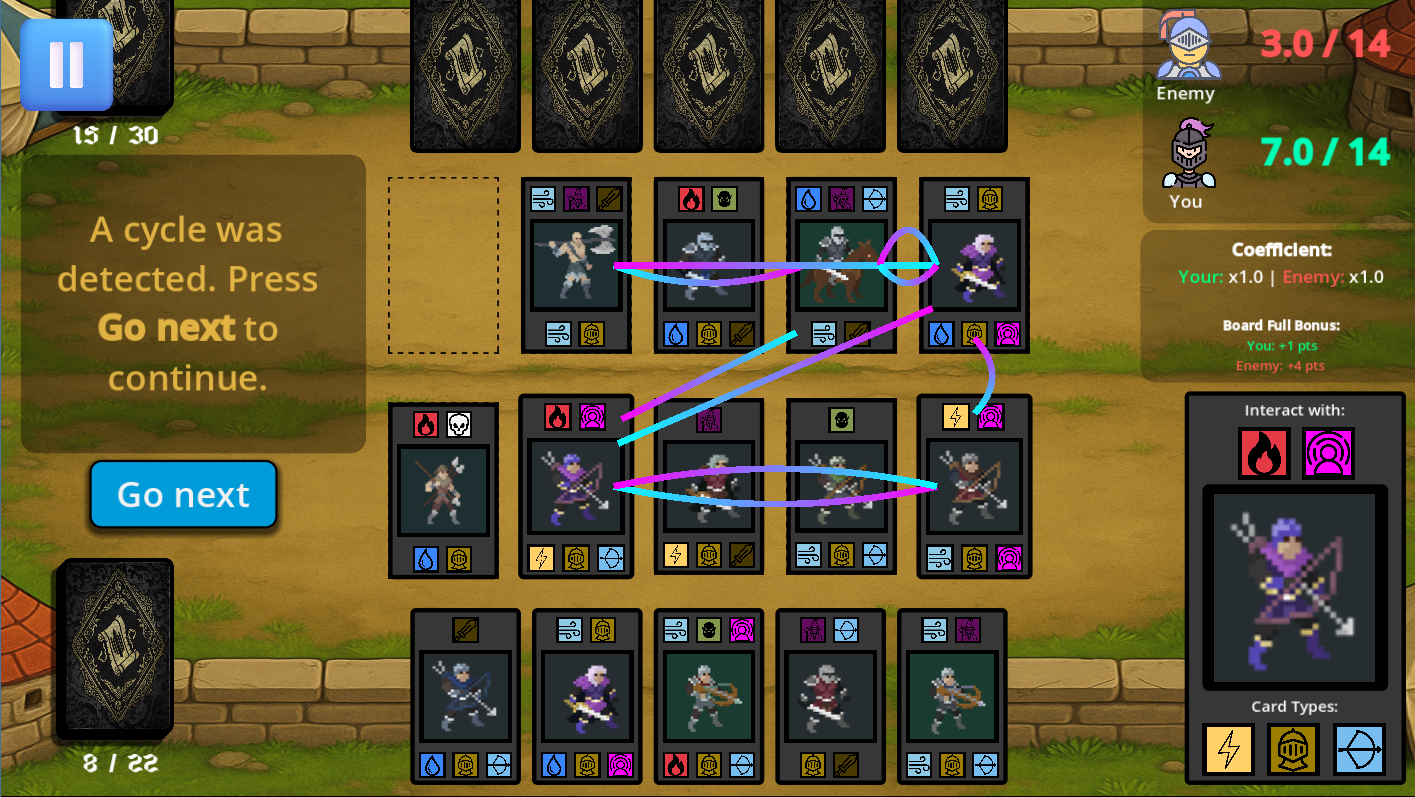 15 / 30
A cycle was
detected. Press
Go next to
continue.
Go next
8 / 22
3.0 / 14
Enemy
7.0 / 14
You
Coefficient:
Your: x1.0 | Enemy: x1.0
Board Full Bonus:
You: +1 pts
Enemy: +4 pts
Interact with:
Card Types: